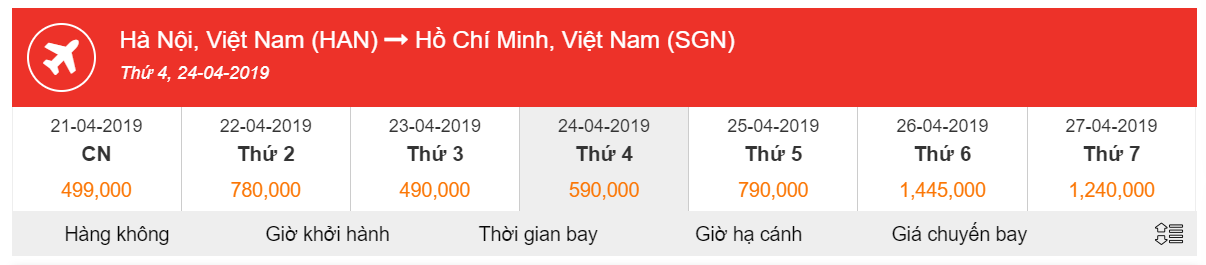 Hà Nội, Việt Nam (HAN) → Hồ Chí Minh, Việt Nam (SGN)
Thứ 4, 24-04-2019
21-04-2019 22-04-2019 23-04-2019 24-04-2019 25-04-2019 26-04-2019 27-04-2019
CN Thứ 2 Thứ 3 Thứ 4 Thứ 5 Thứ 6 Thứ 7
499,000 780,000 490,000 590,000 790,000 1,445,000 1,240,000
Hàng không Giờ khởi hành Thời gian bay Giờ hạ cánh Giá chuyến bay